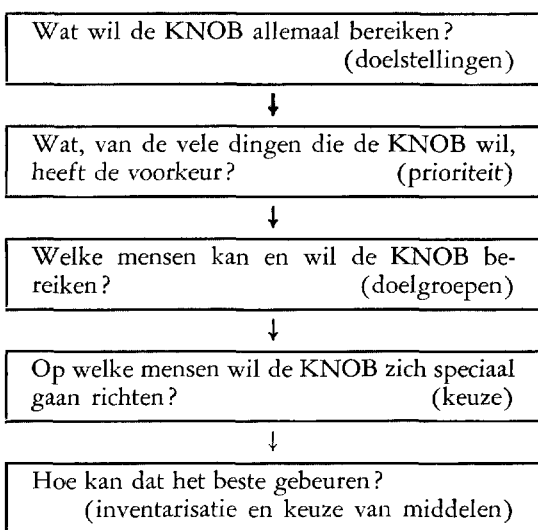 Wat wil de KNOB allemaal bereiken?
(doelstellingen)
↓
Wat, van de vele dingen die de KNOB wil,
heeft de voorkeur? (prioriteit)
↓
Welke mensen kan en wil de KNOB be-
reiken? (doelgroepen)
↓
Op welke mensen wil de KNOB zich speciaal
gaan richten? (keuze)
↓
Hoe kan dat het beste gebeuren?
(inventarisatie en keuze van middelen)